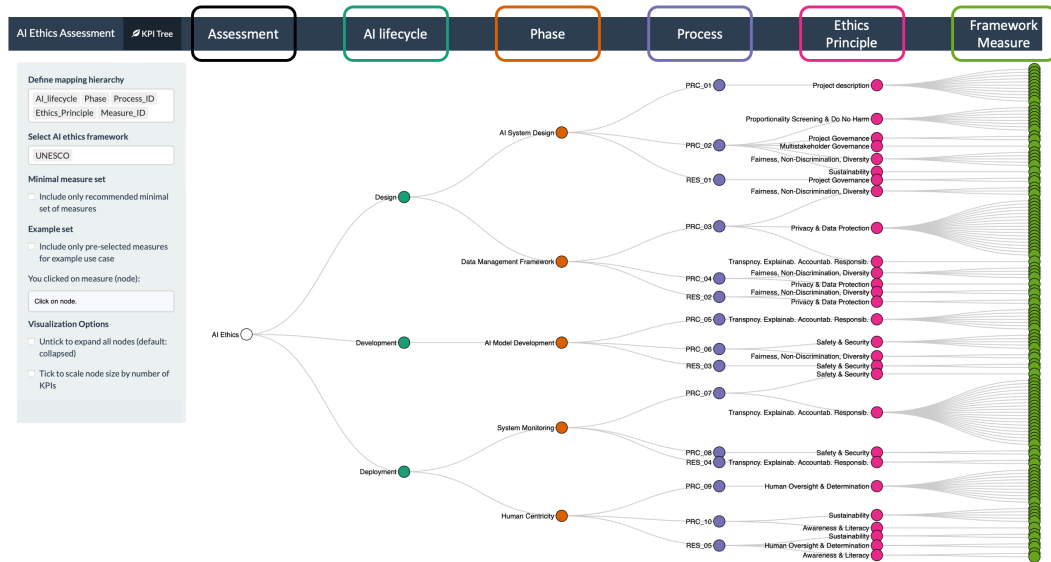 AI Ethics Assessment
KPI Tree
Assessment
AI lifecycle
Phase
Process
Ethics
Principle
Framework
Measure
Define mapping hierarchy
AI_lifecycle Phase Process_ID
Ethics_Principle Measure_ID
Select AI ethics framework
UNESCO
Minimal measure set
Include only recommended minimal
set of measures
Example set
Include only pre-selected measures
for example use case
You clicked on measure (node):
Click on node.
Visualization Options
Untick to expand all nodes (default:
collapsed)
Tick to scale node size by number of
KPIs
AI Ethics
Design
Development
Deployment
AI System Design
Data Management Framework
AI Model Development
System Monitoring
Human Centricity
PRC_01
PRC_02
RES_01
PRC_03
PRC_04
RES_02
PRC_05
PRC_06
RES_03
PRC_07
PRC_08
RES_04
PRC_09
PRC_10
RES_05
Project description
Proportionality Screening & Do No Harm
Project Governance
Multistakeholder Governance
Fairness, Non-Discrimination, Diversity
Sustainability
Project Governance
Fairness, Non-Discrimination, Diversity
Privacy & Data Protection
Transpncy. Explainab. Accountab. Responsib.
Fairness, Non-Discrimination, Diversity
Privacy & Data Protection
Fairness, Non-Discrimination, Diversity
Privacy & Data Protection
Transpncy. Explainab. Accountab. Responsib.
Safety & Security
Fairness, Non-Discrimination, Diversity
Safety & Security
Safety & Security
Transpncy. Explainab. Accountab. Responsib.
Safety & Security
Transpncy. Explainab. Accountab. Responsib.
Human Oversight & Determination
Sustainability
Awareness & Literacy
Sustainability
Human Oversight & Determination
Awareness & Literacy